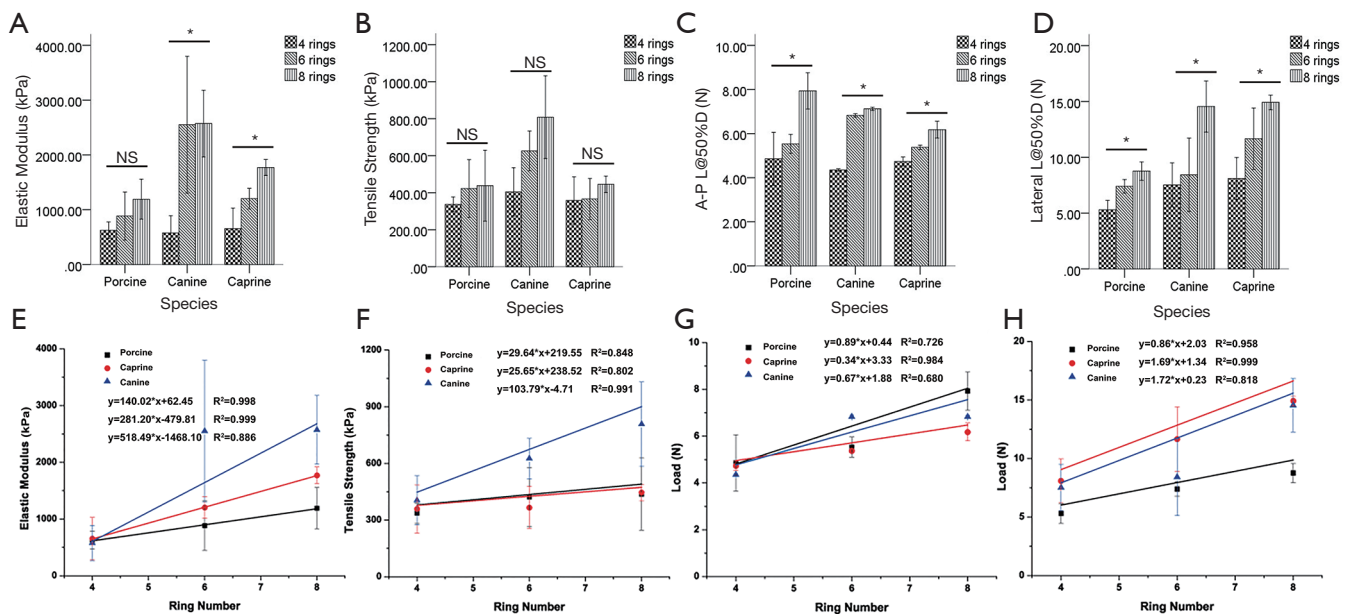 A
Elastic Modulus (kPa)
4000.00
3000.00
2000.00
1000.00
.00
4 rings
6 rings
8 rings
NS
*
*
Porcine Canine Caprine
Species
B
Tensile Strength (kPa)
1200.00
1000.00
800.00
600.00
400.00
200.00
.00
4 rings
6 rings
8 rings
NS
NS
NS
Porcine Canine Caprine
Species
C
A-P L@50%D (N)
10.00
8.00
6.00
4.00
2.00
.00
4 rings
6 rings
8 rings
*
*
*
Porcine Canine Caprine
Species
D
Lateral L@50%D (N)
20.00
15.00
10.00
5.00
.00
4 rings
6 rings
8 rings
*
*
*
Porcine Canine Caprine
Species
E
Elastic Modulus (kPa)
4000
3000
2000
1000
0
Porcine
Caprine
Canine
y=140.02*x+62.45 R²=0.998
y=281.20*x-479.81 R²=0.999
y=518.49*x-1468.10 R²=0.886
4 5 6 7 8
Ring Number
F
Tensile Strength (kPa)
1200
900
600
300
0
Porcine y=29.64*x+219.55 R²=0.848
Caprine y=25.65*x+238.52 R²=0.802
Canine y=103.79*x-4.71 R²=0.991
4 5 6 7 8
Ring Number
G
Load (N)
10
8
6
4
2
0
Porcine y=0.89*x+0.44 R²=0.726
Caprine y=0.34*x+3.33 R²=0.984
Canine y=0.67*x+1.88 R²=0.680
4 5 6 7 8
Ring Number
H
Load (N)
20
15
10
5
0
Porcine y=0.86*x+2.03 R²=0.958
Caprine y=1.69*x+1.34 R²=0.999
Canine y=1.72*x+0.23 R²=0.818
4 5 6 7 8
Ring Number